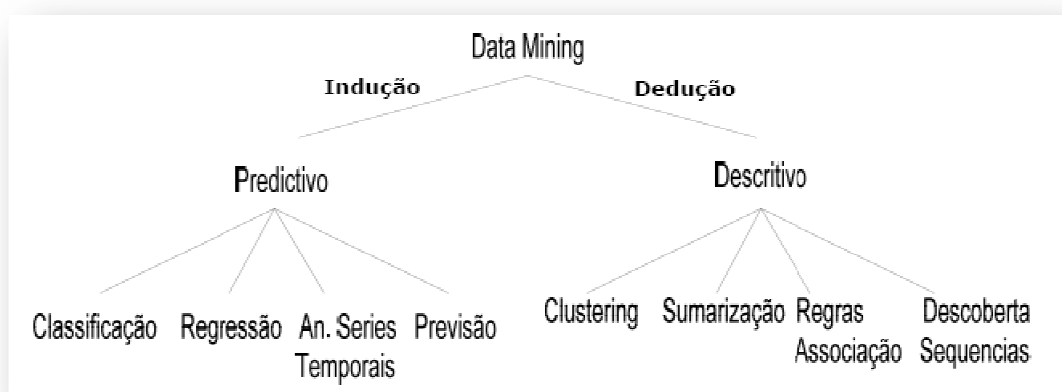 Data Mining
Indução
Dedução
Predictivo
Descritivo
Classificação
Regressão
An. Series
Temporais
Previsão
Clustering
Sumarização
Regras
Associação
Descoberta
Sequencias